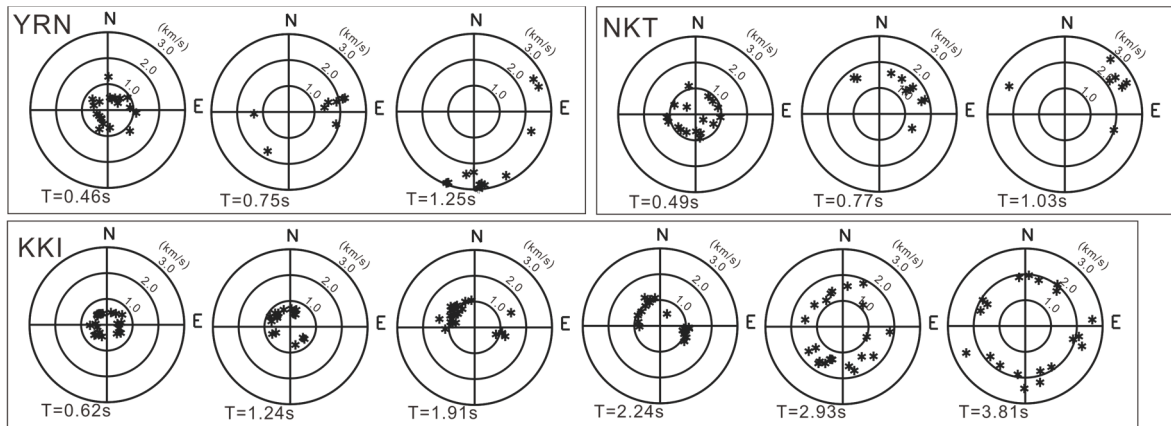 YRN
N
(km/s)
3.0
2.0
1.0
E
T=0.46s
N
(km/s)
3.0
2.0
1.0
E
T=0.75s
N
(km/s)
3.0
2.0
1.0
E
T=1.25s
NKT
N
(km/s)
3.0
2.0
1.0
E
T=0.49s
N
(km/s)
3.0
2.0
1.0
E
T=0.77s
N
(km/s)
3.0
2.0
1.0
E
T=1.03s
KKI
N
(km/s)
3.0
2.0
1.0
E
T=0.62s
N
(km/s)
3.0
2.0
1.0
E
T=1.24s
N
(km/s)
3.0
2.0
1.0
E
T=1.91s
N
(km/s)
3.0
2.0
1.0
E
T=2.24s
N
(km/s)
3.0
2.0
1.0
E
T=2.93s
N
(km/s)
3.0
2.0
1.0
E
T=3.81s